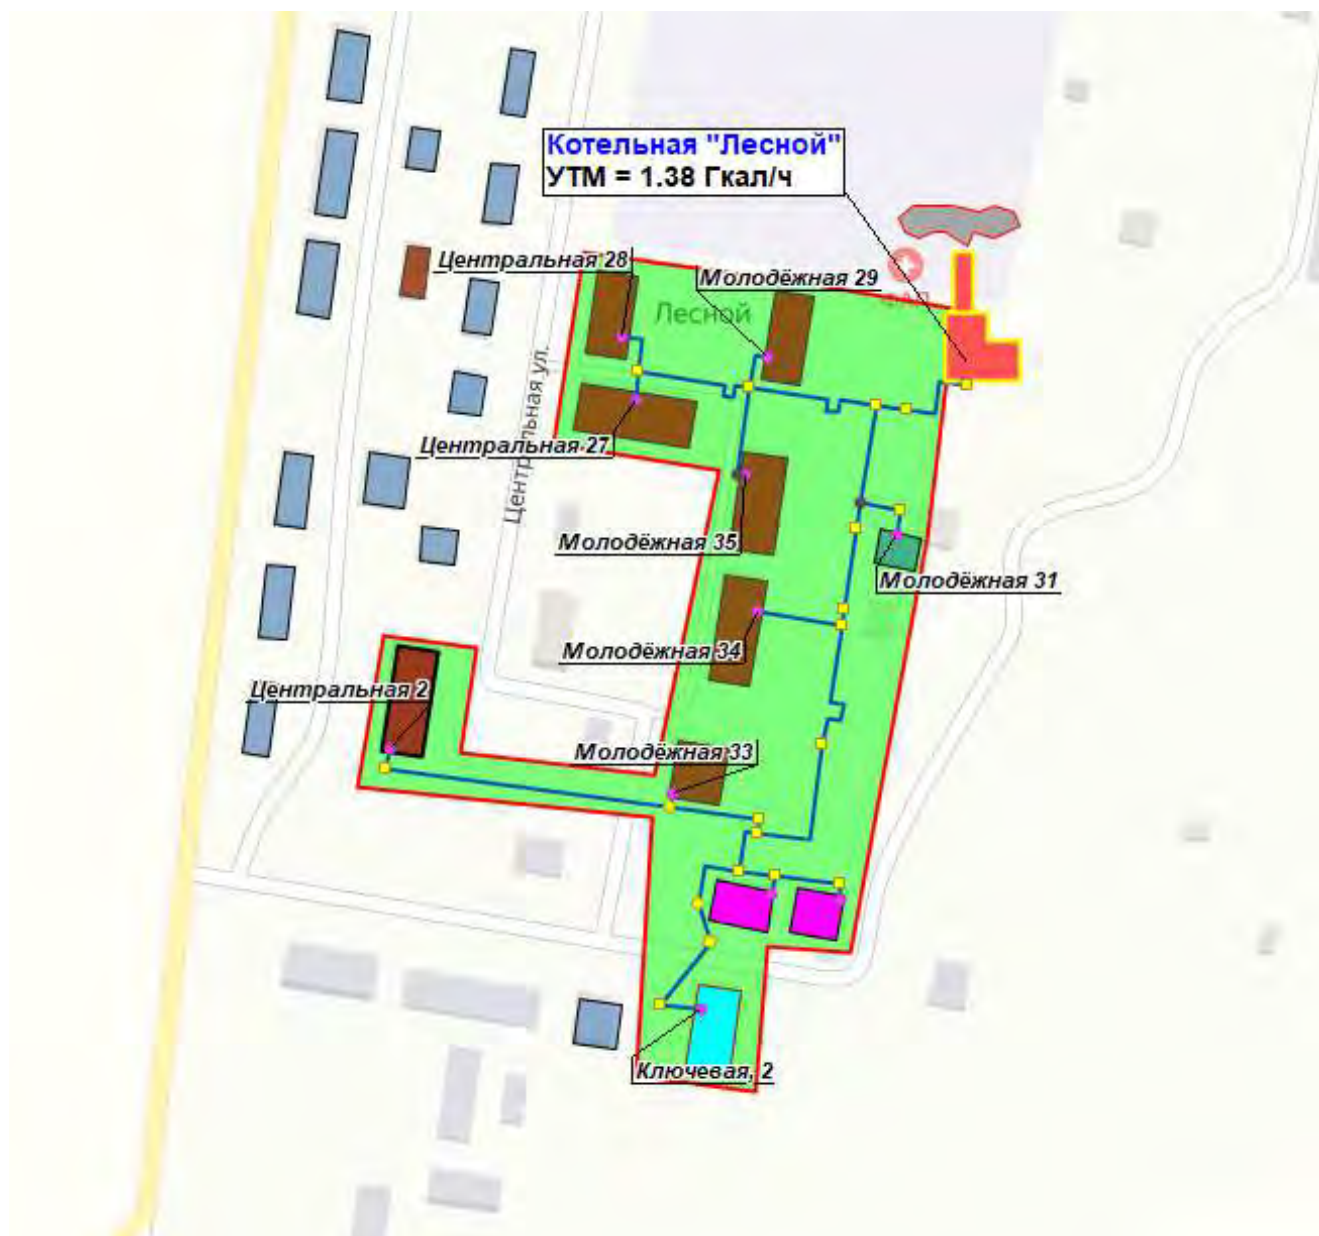 Котельная "Лесной"
УТМ = 1.38 Гкал/ч
Центральная 28
Молодёжная 29
ФАП
Лесной
Центральная ул.
Центральная 27
Молодёжная 35
Молодёжная 31
Молодёжная 34
Центральная 2
Молодёжная 33
Ключевая, 2